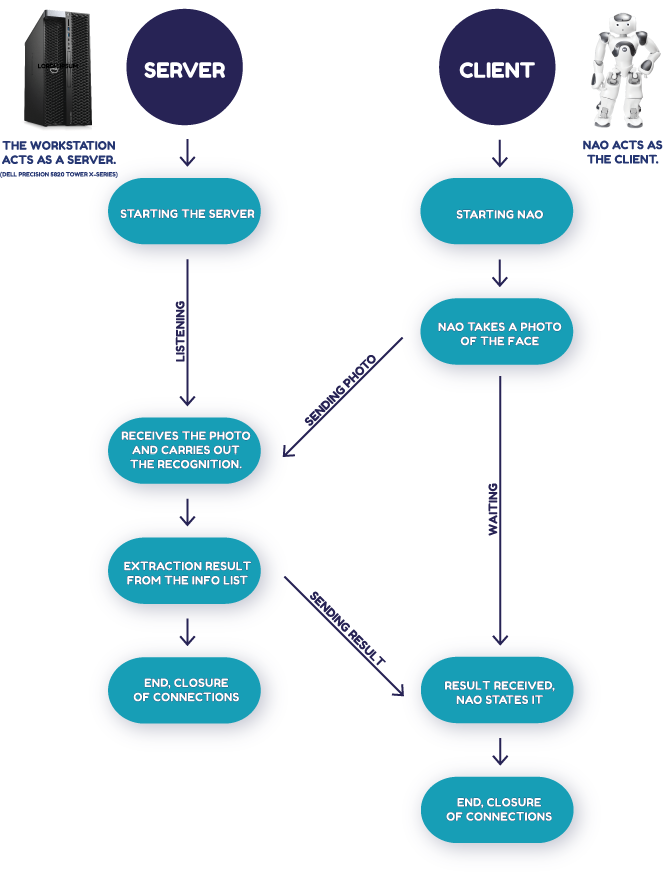 SERVER
CLIENT
LOREM IPSUM
THE WORKSTATION
ACTS AS A SERVER.
(DELL PRECISION 5820 TOWER X-SERIES)
NAO ACTS AS
THE CLIENT.
STARTING THE SERVER
STARTING NAO
LISTENING
NAO TAKES A PHOTO
OF THE FACE
SENDING PHOTO
RECEIVES THE PHOTO
AND CARRIES OUT
THE RECOGNITION.
WAITING
EXTRACTION RESULT
FROM THE INFO LIST
SENDING RESULT
END, CLOSURE
OF CONNECTIONS
RESULT RECEIVED,
NAO STATES IT
END, CLOSURE
OF CONNECTIONS